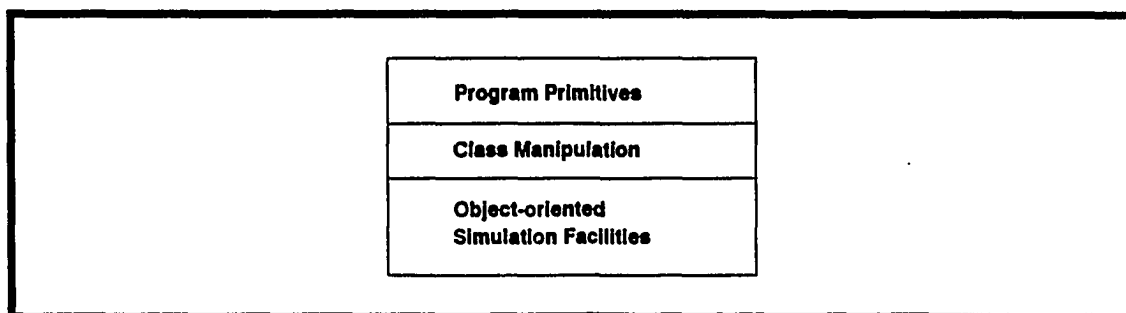 Program Primitives
Class Manipulation
Object-oriented
Simulation Facilities